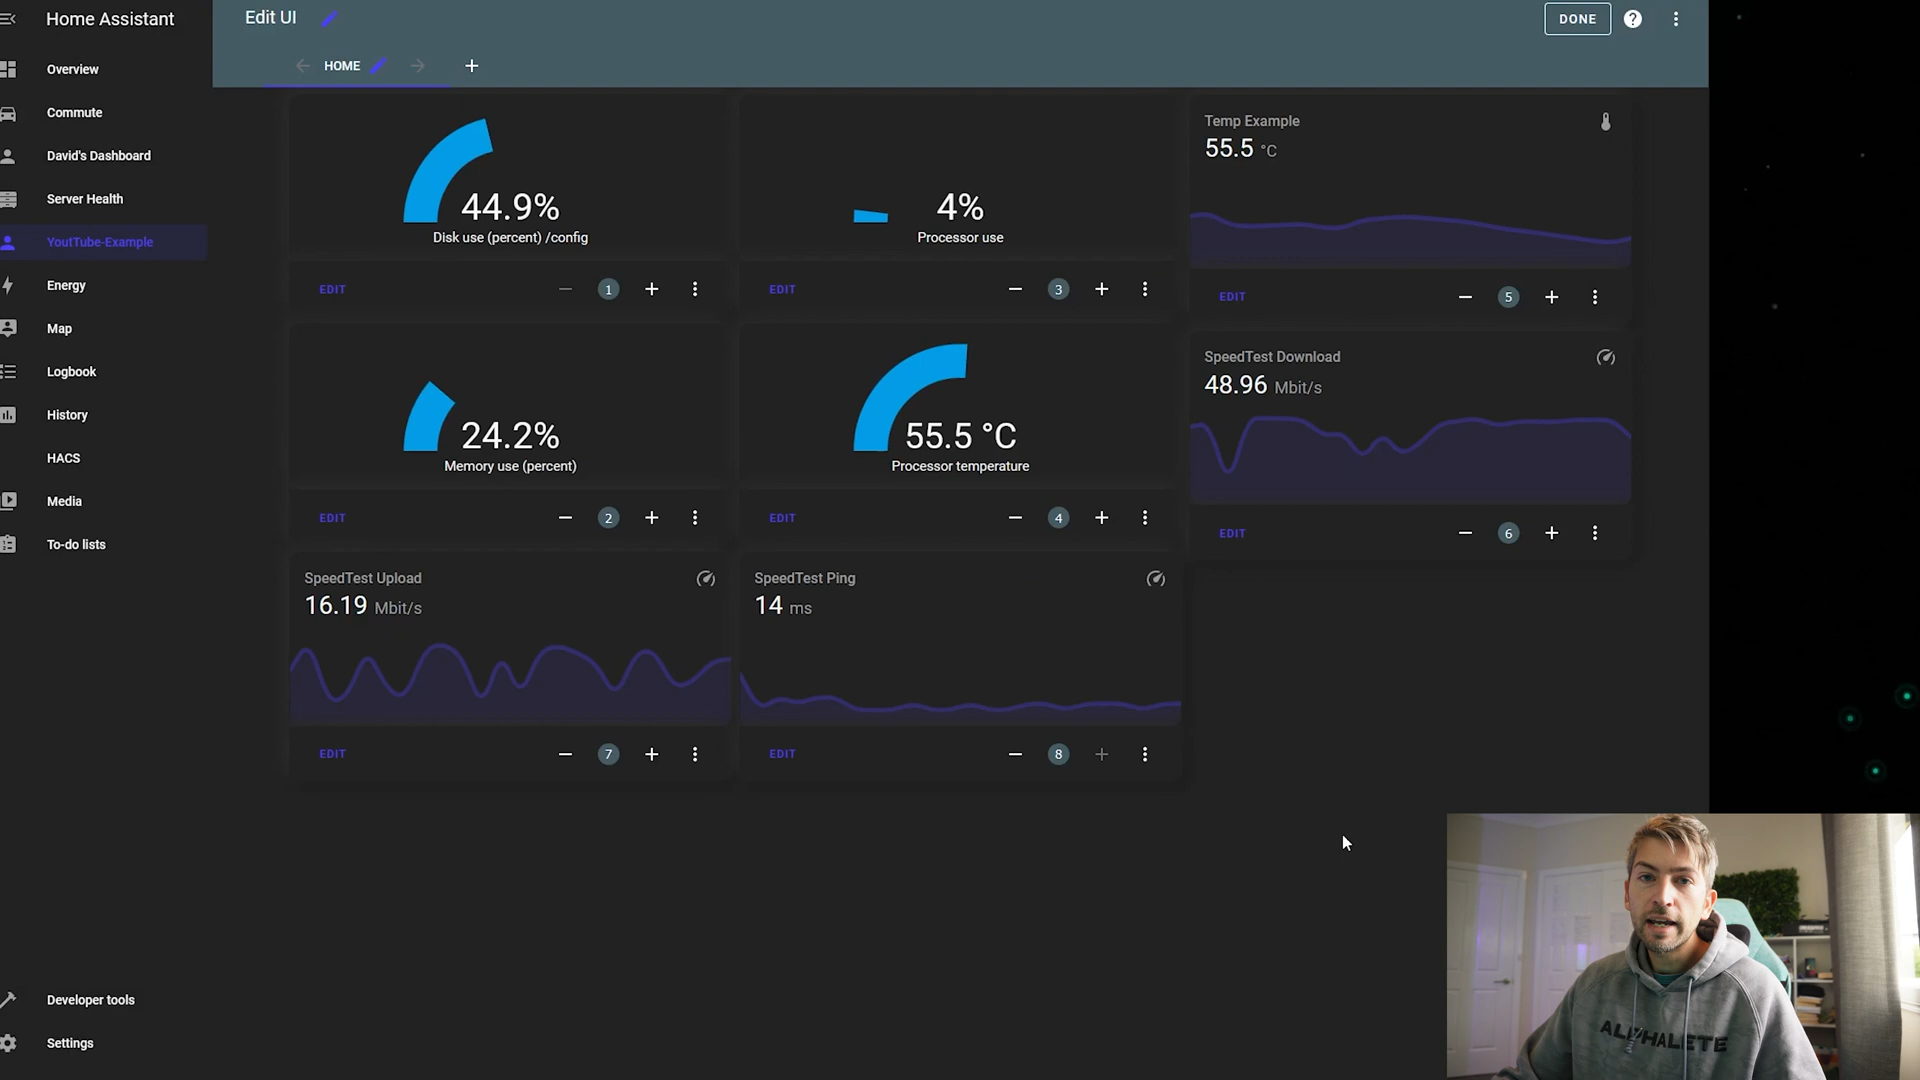 Home Assistant
Overview
Commute
David's Dashboard
Server Health
YoutTube-Example
Energy
Map
Logbook
History
HACS
Media
To-do lists
Developer tools
Settings
Edit UI
DONE
HOME
44.9%
Disk use (percent) /config
EDIT
1
4%
Processor use
EDIT
3
Temp Example
55.5 °C
EDIT
5
24.2%
Memory use (percent)
EDIT
2
55.5 °C
Processor temperature
EDIT
4
SpeedTest Download
48.96 Mbit/s
EDIT
6
SpeedTest Upload
16.19 Mbit/s
EDIT
7
SpeedTest Ping
14 ms
EDIT
8
ALPHALETE